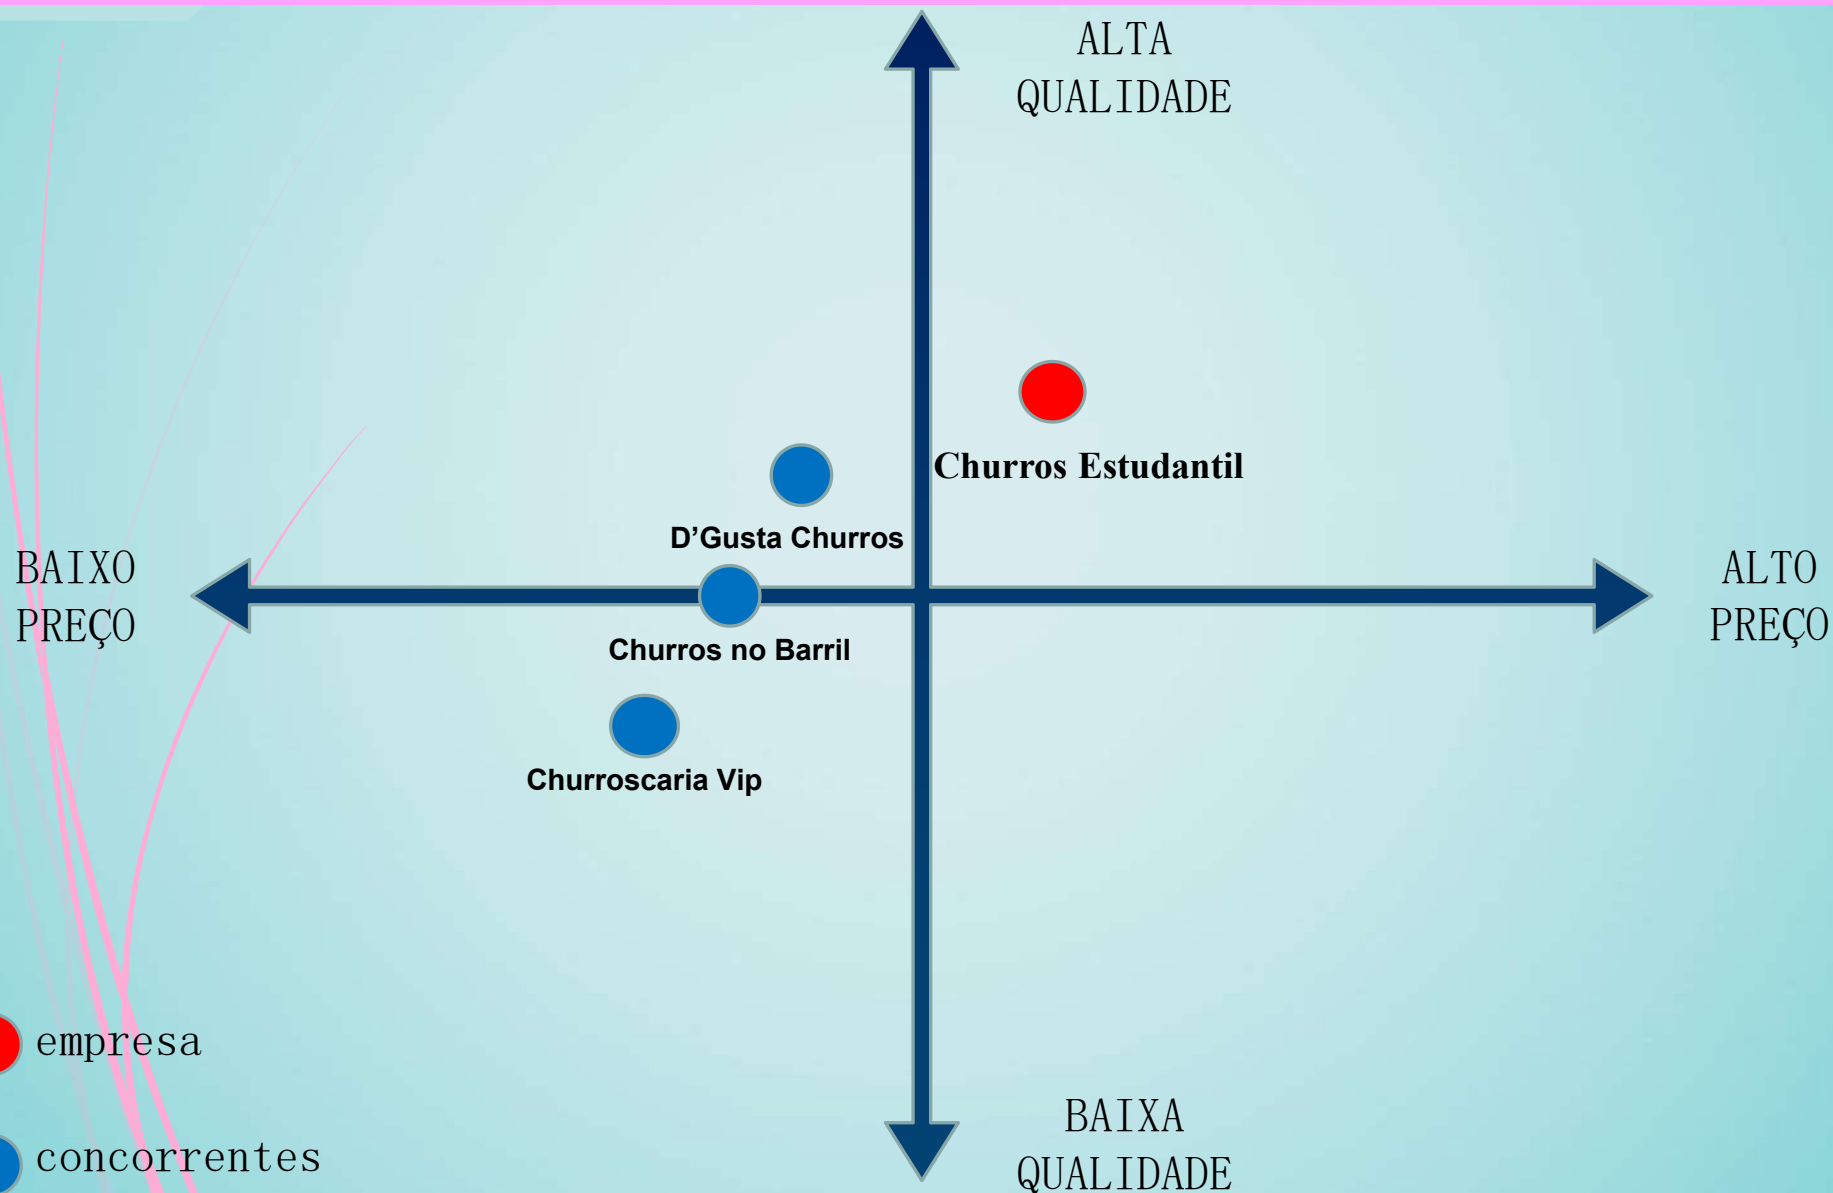 ALTA
QUALIDADE
Churros Estudantil
D’Gusta Churros
BAIXO
PREÇO
ALTO
PREÇO
Churros no Barril
Churroscaria Vip
empresa
concorrentes
BAIXA
QUALIDADE